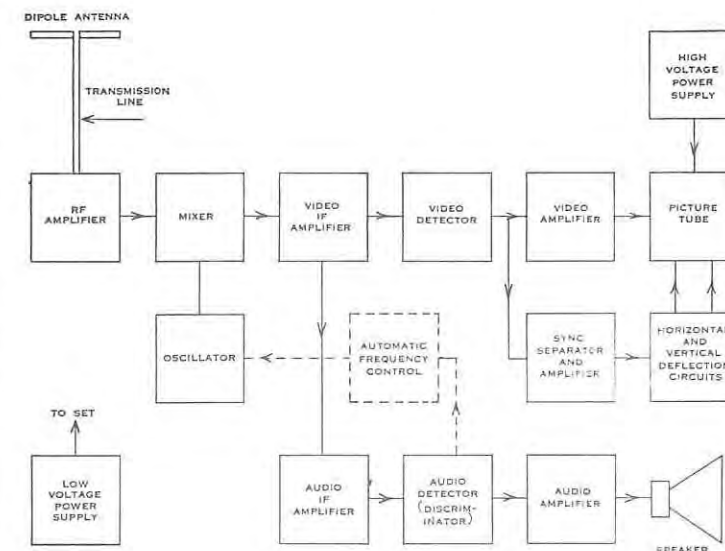 DIPOLE ANTENNA
TRANSMISSION
LINE
HIGH
VOLTAGE
POWER
SUPPLY
RF
AMPLIFIER
MIXER
VIDEO
IF
AMPLIFIER
VIDEO
DETECTOR
VIDEO
AMPLIFIER
PICTURE
TUBE
OSCILLATOR
AUTOMATIC
FREQUENCY
CONTROL
SYNC
SEPARATOR
AND
AMPLIFIER
HORIZONTAL
AND
VERTICAL
DEFLECTION
CIRCUITS
TO SET
LOW
VOLTAGE
POWER
SUPPLY
AUDIO
IF
AMPLIFIER
AUDIO
DETECTOR
(DISCRIM-
INATOR)
AUDIO
AMPLIFIER
SPEAKER